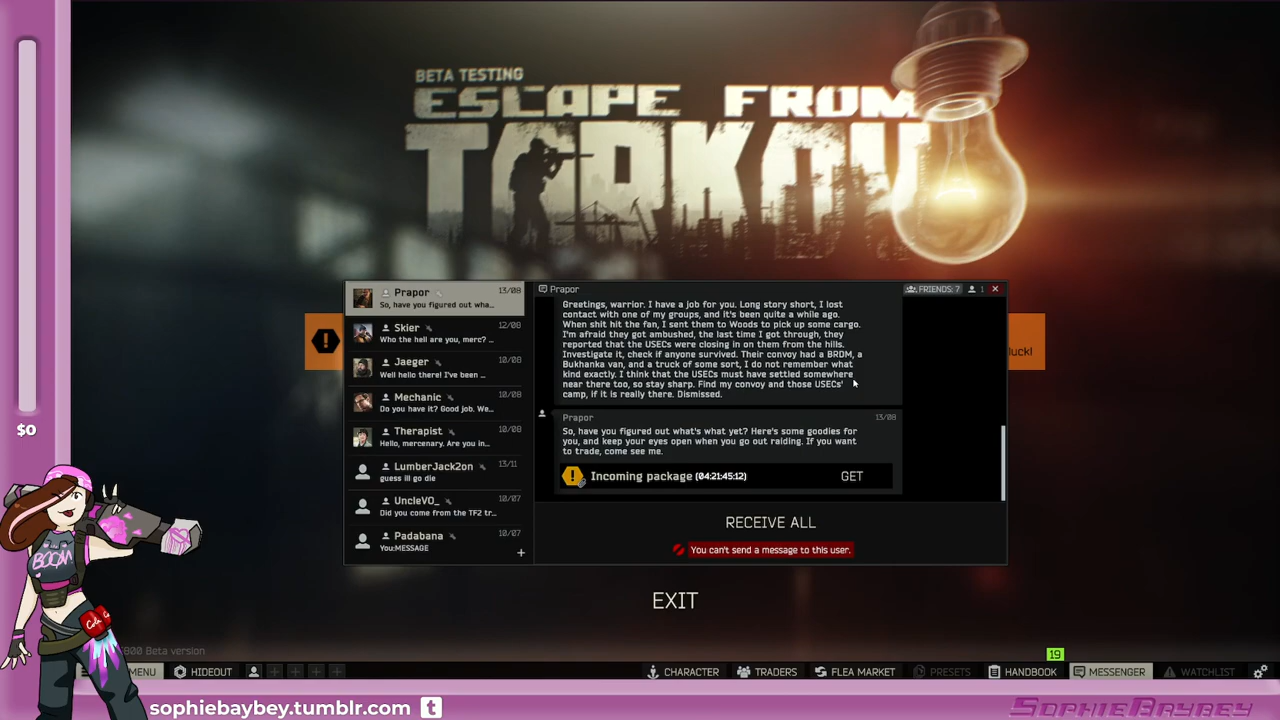 BETA TESTING
ESCAPE FROM
TARKOV
Prapor
13/08
So, have you figured out wha...
Skier
12/08
Who the hell are you, merc? ...
Jaeger
10/08
Well hello there! I've been ...
Mechanic
10/08
Do you have it? Good job. We...
Therapist
10/08
Hello, mercenary. Are you in...
LumberJack2on
13/11
guess ill go die
UncleVO_
10/07
Did you come from the TF2 tr...
Padabana
10/07
You:MESSAGE
+
Prapor
FRIENDS: 7
1
Greetings, warrior. I have a job for you. Long story short, I lost
contact with one of my groups, and it's been quite a while ago.
When shit hit the fan, I sent them to Woods to pick up some cargo.
I'm afraid they got ambushed, the last time I got through, they
reported that the USECs were closing in on them from the hills.
Investigate it, check if anyone survived. Their convoy had a BRDM, a
Bukhanka van, and a truck of some sort, I do not remember what
kind exactly. I think that the USECs must have settled somewhere
near there too, so stay sharp. Find my convoy and those USECs'
camp, if it is really there. Dismissed.
Prapor
13/08
So, have you figured out what's what yet? Here's some goodies for
you, and keep your eyes open when you go out raiding. If you want
to trade, come see me.
Incoming package (04:21:45:12)
GET
RECEIVE ALL
You can't send a message to this user.
luck!
EXIT
$0
BOOM
Beta version
MENU
HIDEOUT
CHARACTER
TRADERS
FLEA MARKET
PRESETS
HANDBOOK
19
MESSENGER
WATCHLIST
sophiebaybey.tumblr.com
t
SophieBaybey